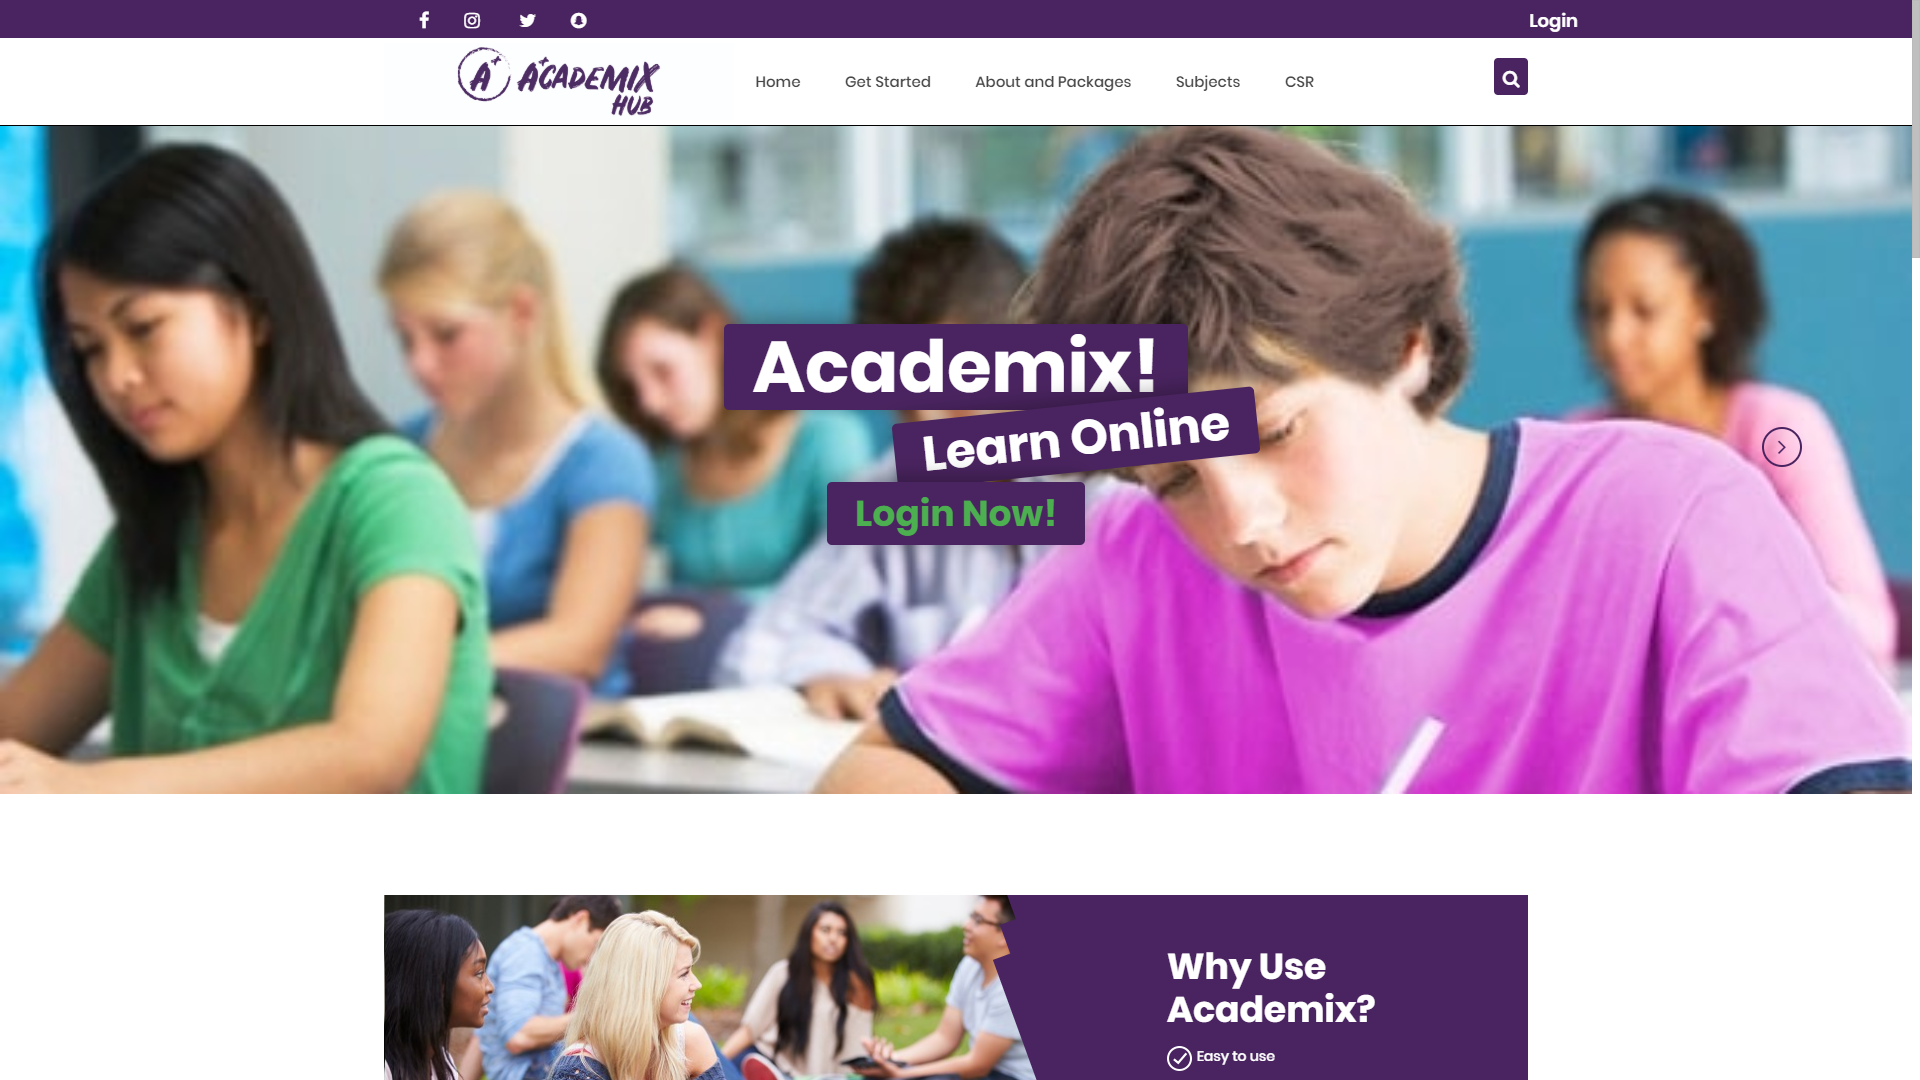 Login
A+ ACADEMIX
HUB
Home
Get Started
About and Packages
Subjects
CSR
Academix!
Learn Online
Login Now!
Why Use
Academix?
Easy to use